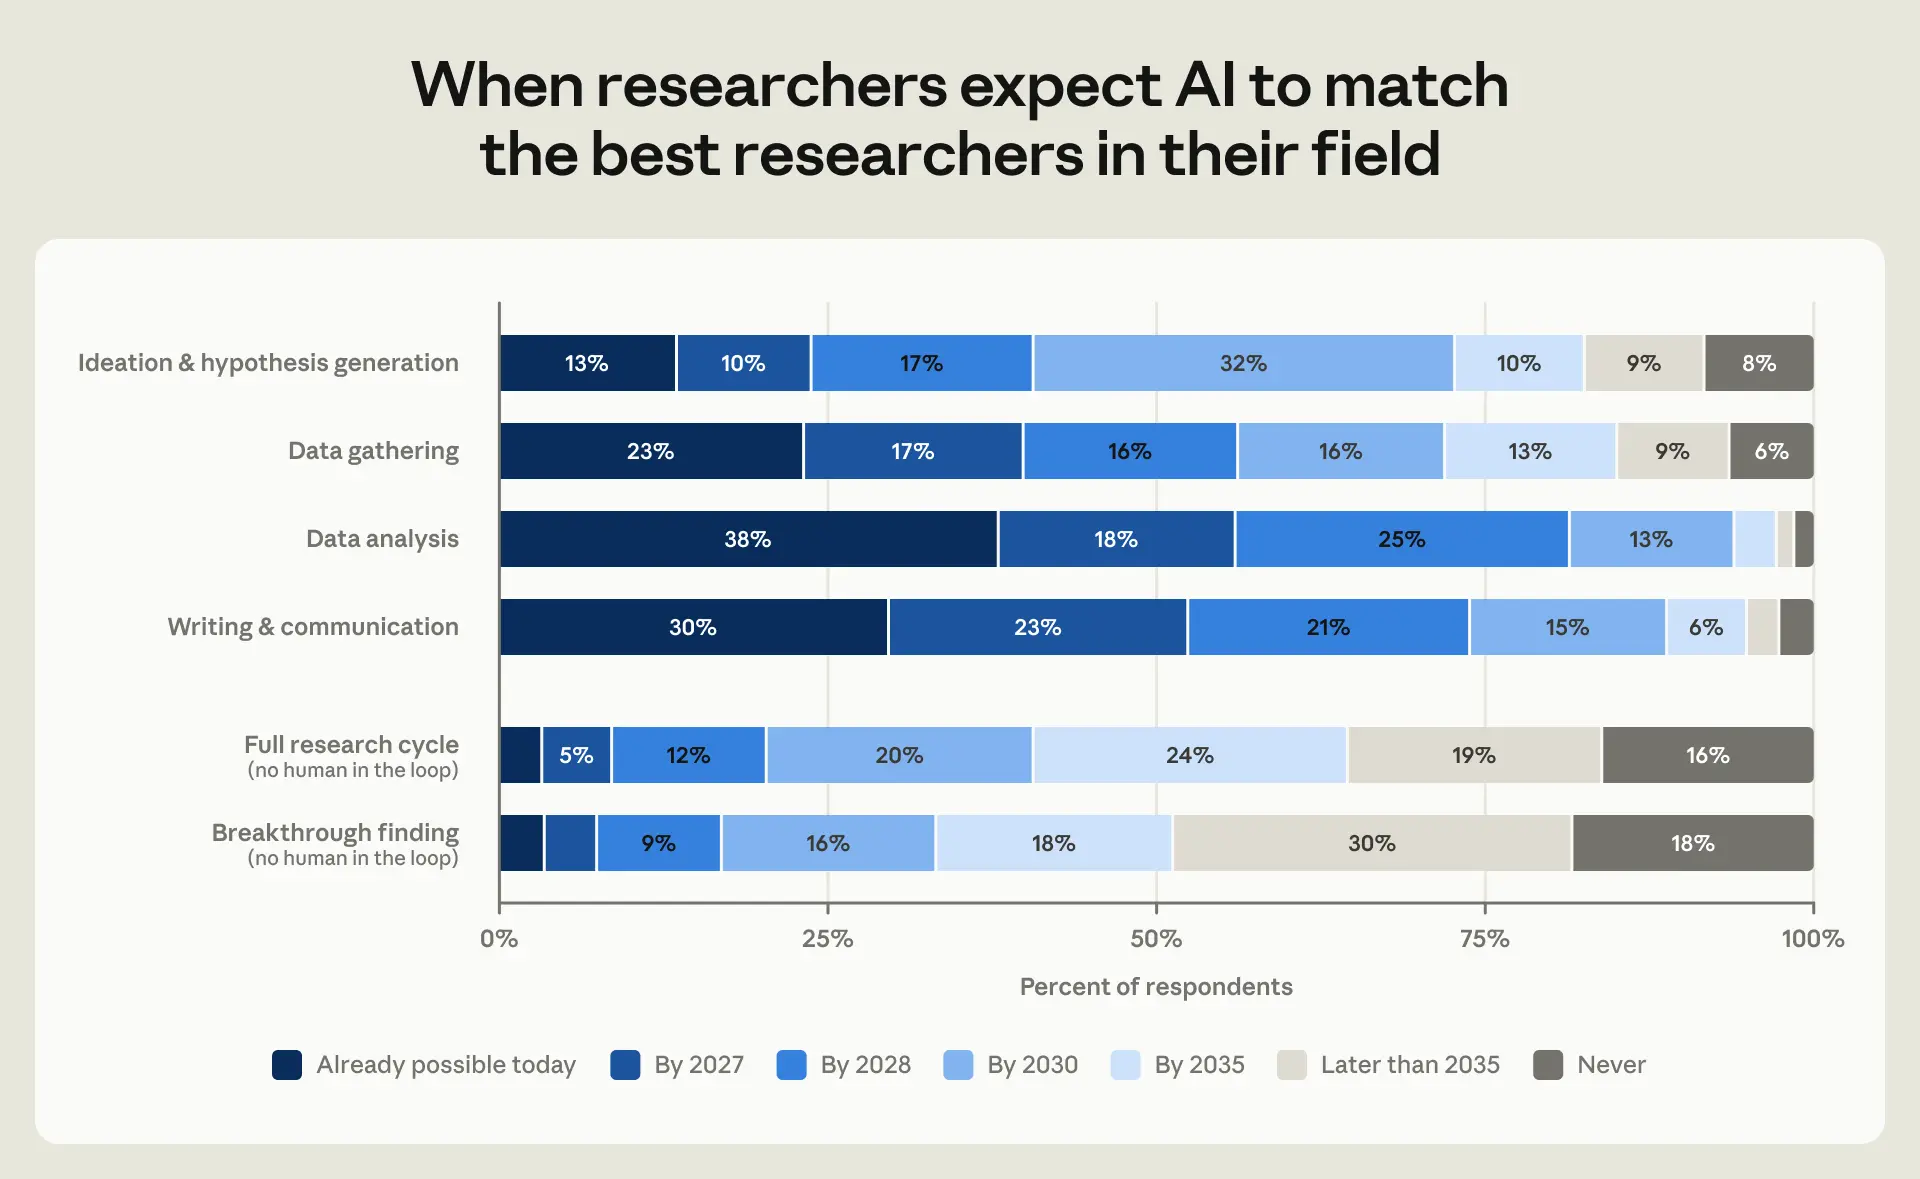 When researchers expect AI to match
the best researchers in their field
Ideation & hypothesis generation
13% 10% 17% 32% 10% 9% 8%
Data gathering
23% 17% 16% 16% 13% 9% 6%
Data analysis
38% 18% 25% 13%
Writing & communication
30% 23% 21% 15% 6%
Full research cycle
(no human in the loop)
5% 12% 20% 24% 19% 16%
Breakthrough finding
(no human in the loop)
9% 16% 18% 30% 18%
0% 25% 50% 75% 100%
Percent of respondents
Already possible today By 2027 By 2028 By 2030 By 2035 Later than 2035 Never